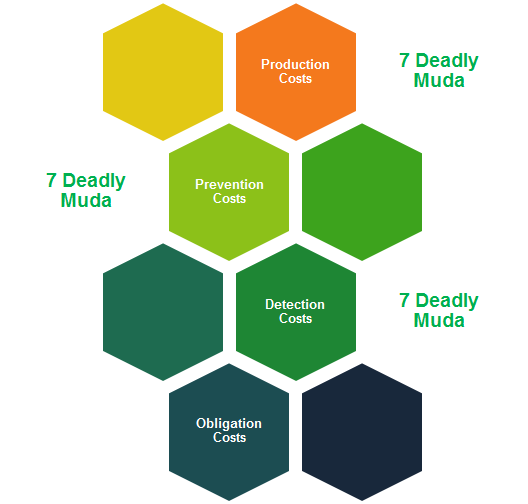 Production
Costs
7 Deadly
Muda
7 Deadly
Muda
Prevention
Costs
Detection
Costs
7 Deadly
Muda
Obligation
Costs